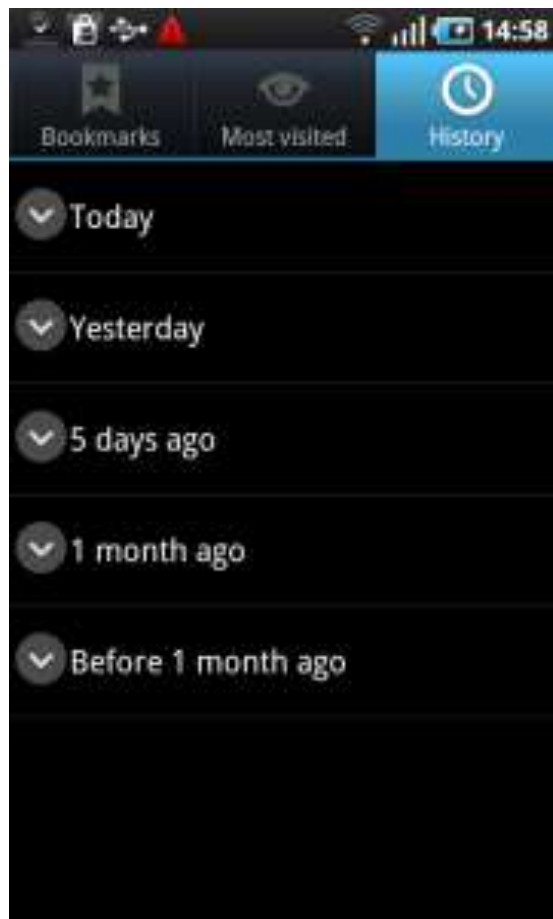 14:58
Bookmarks Most visited History
Today
Yesterday
5 days ago
1 month ago
Before 1 month ago